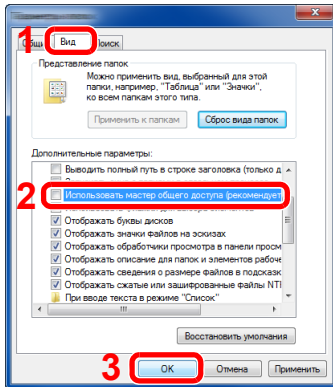 1
Общи
Вид
Поиск
Представление папок
Можно применить вид, выбранный для этой
папки, например, "Таблица" или "Значки",
ко всем папкам этого типа.
Применить к папкам
Сброс вида папок
Дополнительные параметры:
Выводить полный путь в строке заголовка (только д
2
Использовать мастер общего доступа (рекомендует
Отображать буквы дисков
Отображать значки файлов на эскизах
Отображать обработчики просмотра в панели просм
Отображать описание для папок и элементов рабоче
Отображать сведения о размере файлов в подсказк
Отображать сжатые или зашифрованные файлы NTI
При вводе текста в режиме "Список"
Восстановить умолчания
3
OK
Отмена
Применить